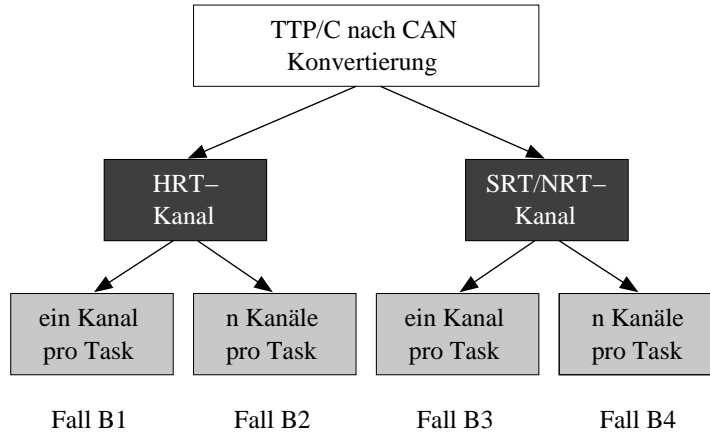 TTP/C nach CAN
Konvertierung
HRT–
Kanal
SRT/NRT–
Kanal
ein Kanal
pro Task
n Kanäle
pro Task
ein Kanal
pro Task
n Kanäle
pro Task
Fall B1
Fall B2
Fall B3
Fall B4